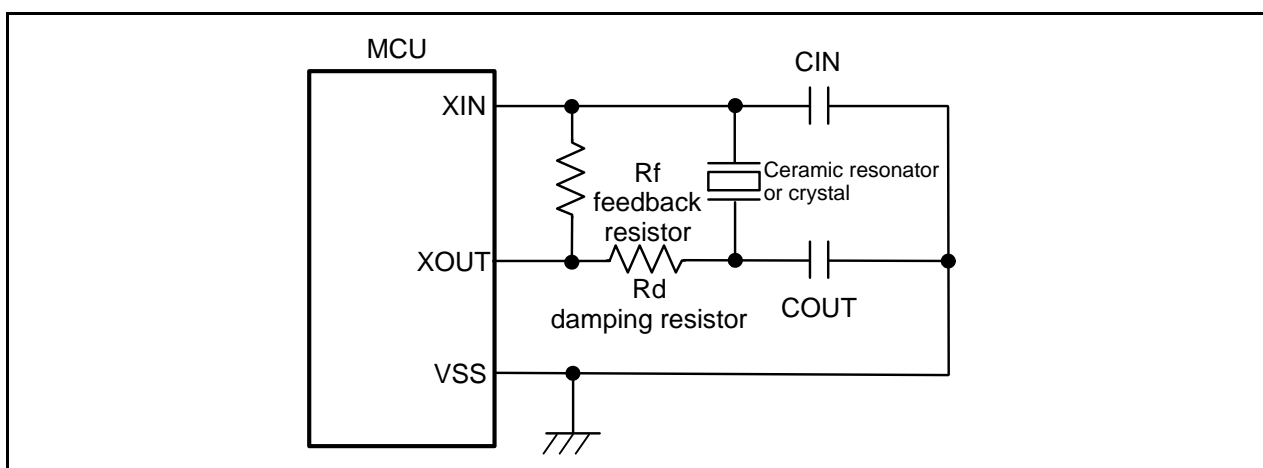 MCU
CIN
XIN
Ceramic resonator
or crystal
Rf
feedback
resistor
XOUT
Rd
damping resistor
COUT
VSS